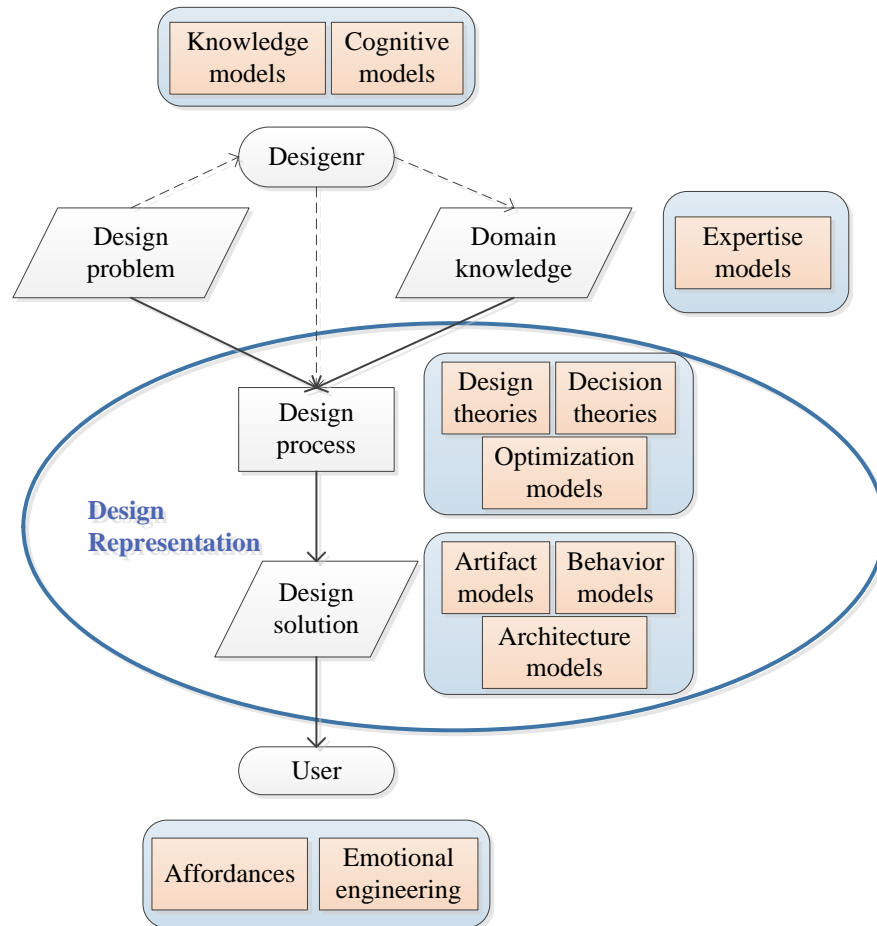 Knowledge
models
Cognitive
models
Desigenr
Design
problem
Domain
knowledge
Expertise
models
Design
process
Design
theories
Decision
theories
Optimization
models
Design
Representation
Design
solution
Artifact
models
Behavior
models
Architecture
models
User
Affordances
Emotional
engineering